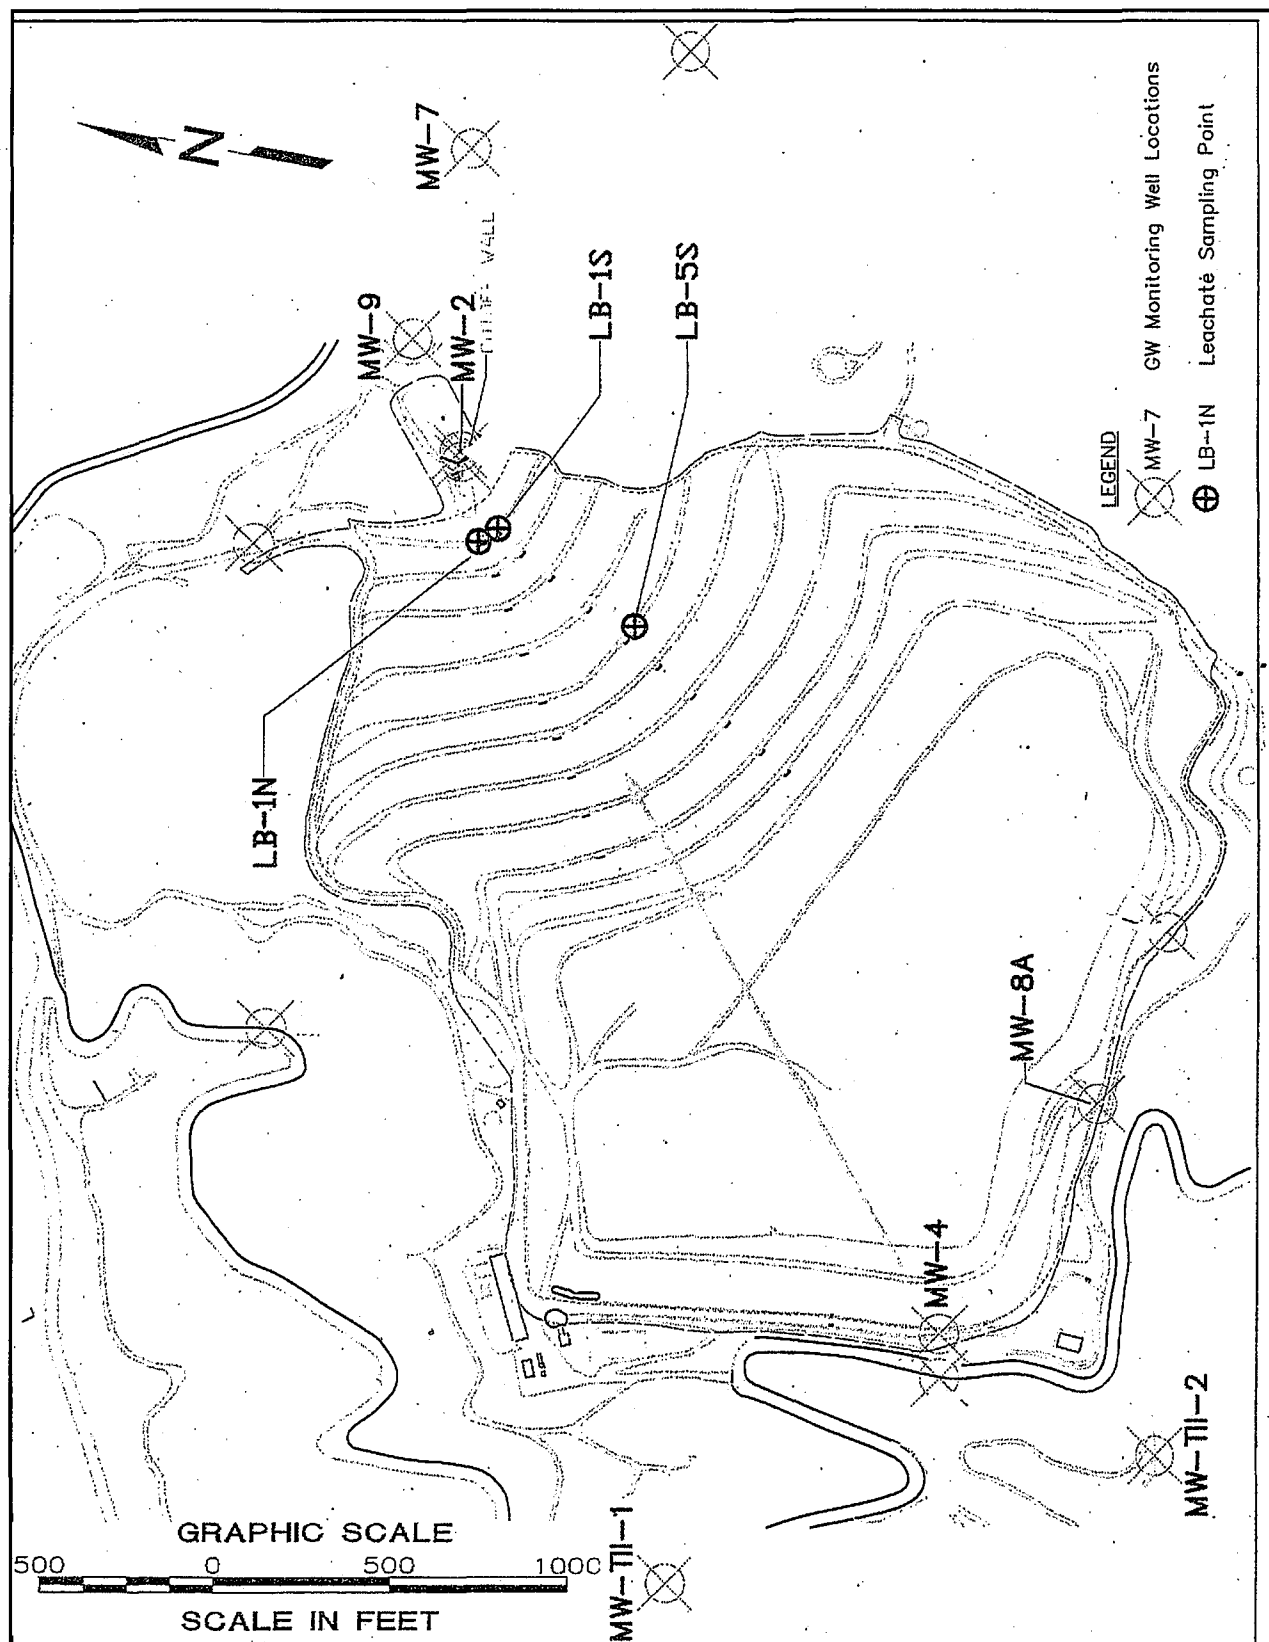 N
MW-7
CUTOFF WALL
MW-9
MW-2
LB-1S
LB-5S
LB-1N
MW-8A
MW-4
MW-TII-2
MW-TII-1
LEGEND
MW-7 GW Monitoring Well Locations
LB-1N Leachate Sampling Point
GRAPHIC SCALE
500 0 500 1000
SCALE IN FEET